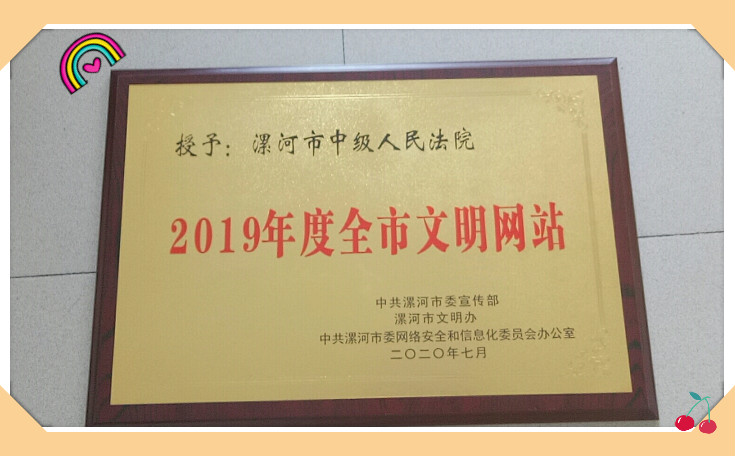 授予：漯河市中级人民法院
2019年度全市文明网站
中共漯河市委宣传部
漯河市文明办
中共漯河市委网络安全和信息化委员会办公室
二〇二〇年七月